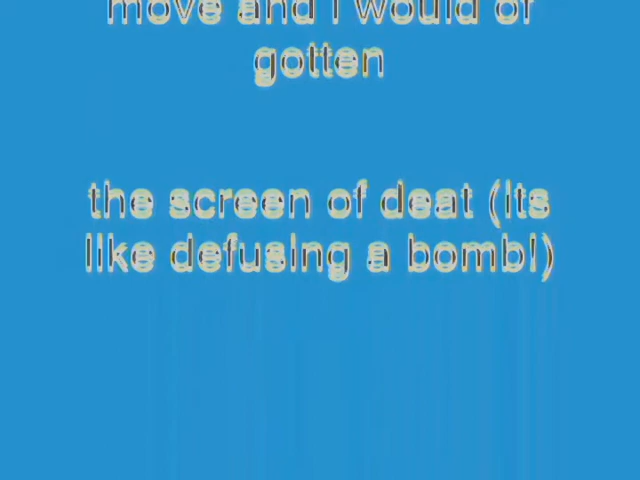 move and I would of
gotten
the screen of deat (Its
like defusing a bomb!)